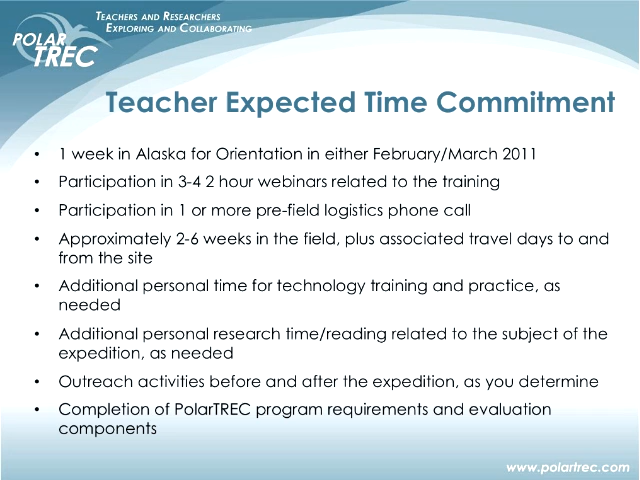 TEACHERS AND RESEARCHERS
EXPLORING AND COLLABORATING
POLAR
TREC
Teacher Expected Time Commitment
• 1 week in Alaska for Orientation in either February/March 2011
• Participation in 3-4 2 hour webinars related to the training
• Participation in 1 or more pre-field logistics phone call
• Approximately 2-6 weeks in the field, plus associated travel days to and
from the site
• Additional personal time for technology training and practice, as
needed
• Additional personal research time/reading related to the subject of the
expedition, as needed
• Outreach activities before and after the expedition, as you determine
• Completion of PolarTREC program requirements and evaluation
components
www.polartrec.com